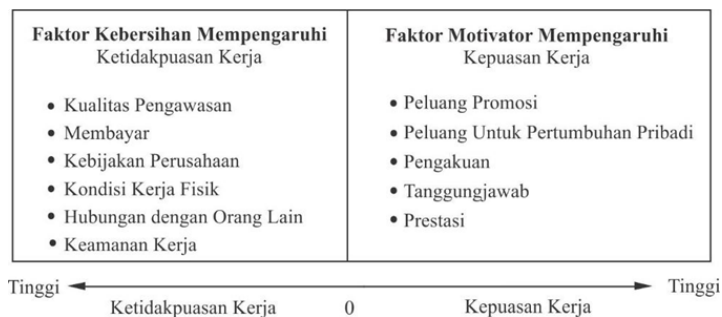 Faktor Kebersihan Mempengaruhi
Ketidakpuasan Kerja
• Kualitas Pengawasan
• Membayar
• Kebijakan Perusahaan
• Kondisi Kerja Fisik
• Hubungan dengan Orang Lain
• Keamanan Kerja
Faktor Motivator Mempengaruhi
Kepuasan Kerja
• Peluang Promosi
• Peluang Untuk Pertumbuhan Pribadi
• Pengakuan
• Tanggungjawab
• Prestasi
Tinggi Tinggi
Ketidakpuasan Kerja 0 Kepuasan Kerja